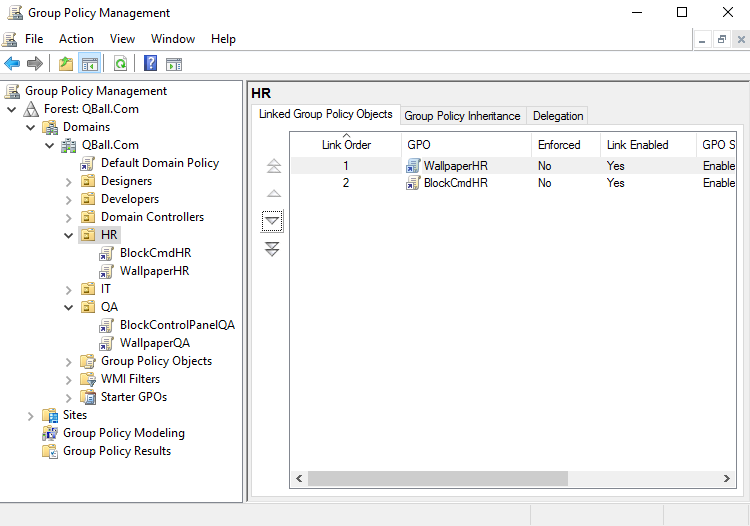 Group Policy Management
File Action View Window Help
Group Policy Management
Forest: QBall.Com
Domains
QBall.Com
Default Domain Policy
Designers
Developers
Domain Controllers
HR
BlockCmdHR
WallpaperHR
IT
QA
BlockControlPanelQA
WallpaperQA
Group Policy Objects
WMI Filters
Starter GPOs
Sites
Group Policy Modeling
Group Policy Results
HR
Linked Group Policy Objects Group Policy Inheritance Delegation
Link Order GPO Enforced Link Enabled GPO S
1 WallpaperHR No Yes Enable
2 BlockCmdHR No Yes Enable